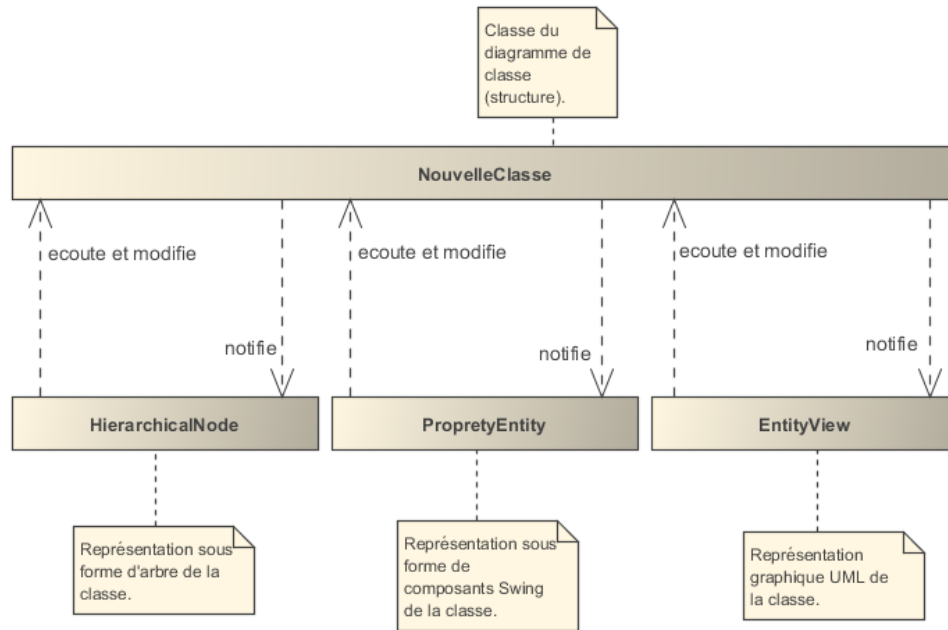 Classe du
diagramme de
classe
(structure).
NouvelleClasse
ecoute et modifie
ecoute et modifie
ecoute et modifie
notifie
notifie
notifie
HierarchicalNode
PropretyEntity
EntityView
Représentation sous
forme d'arbre de la
classe.
Représentation sous
forme de
composants Swing
de la classe.
Représentation
graphique UML de
la classe.